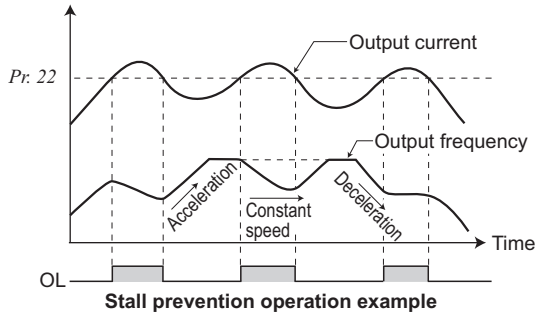 Output current
Pr. 22
Output frequency
Acceleration
Constant
speed
Deceleration
Time
OL
Stall prevention operation example